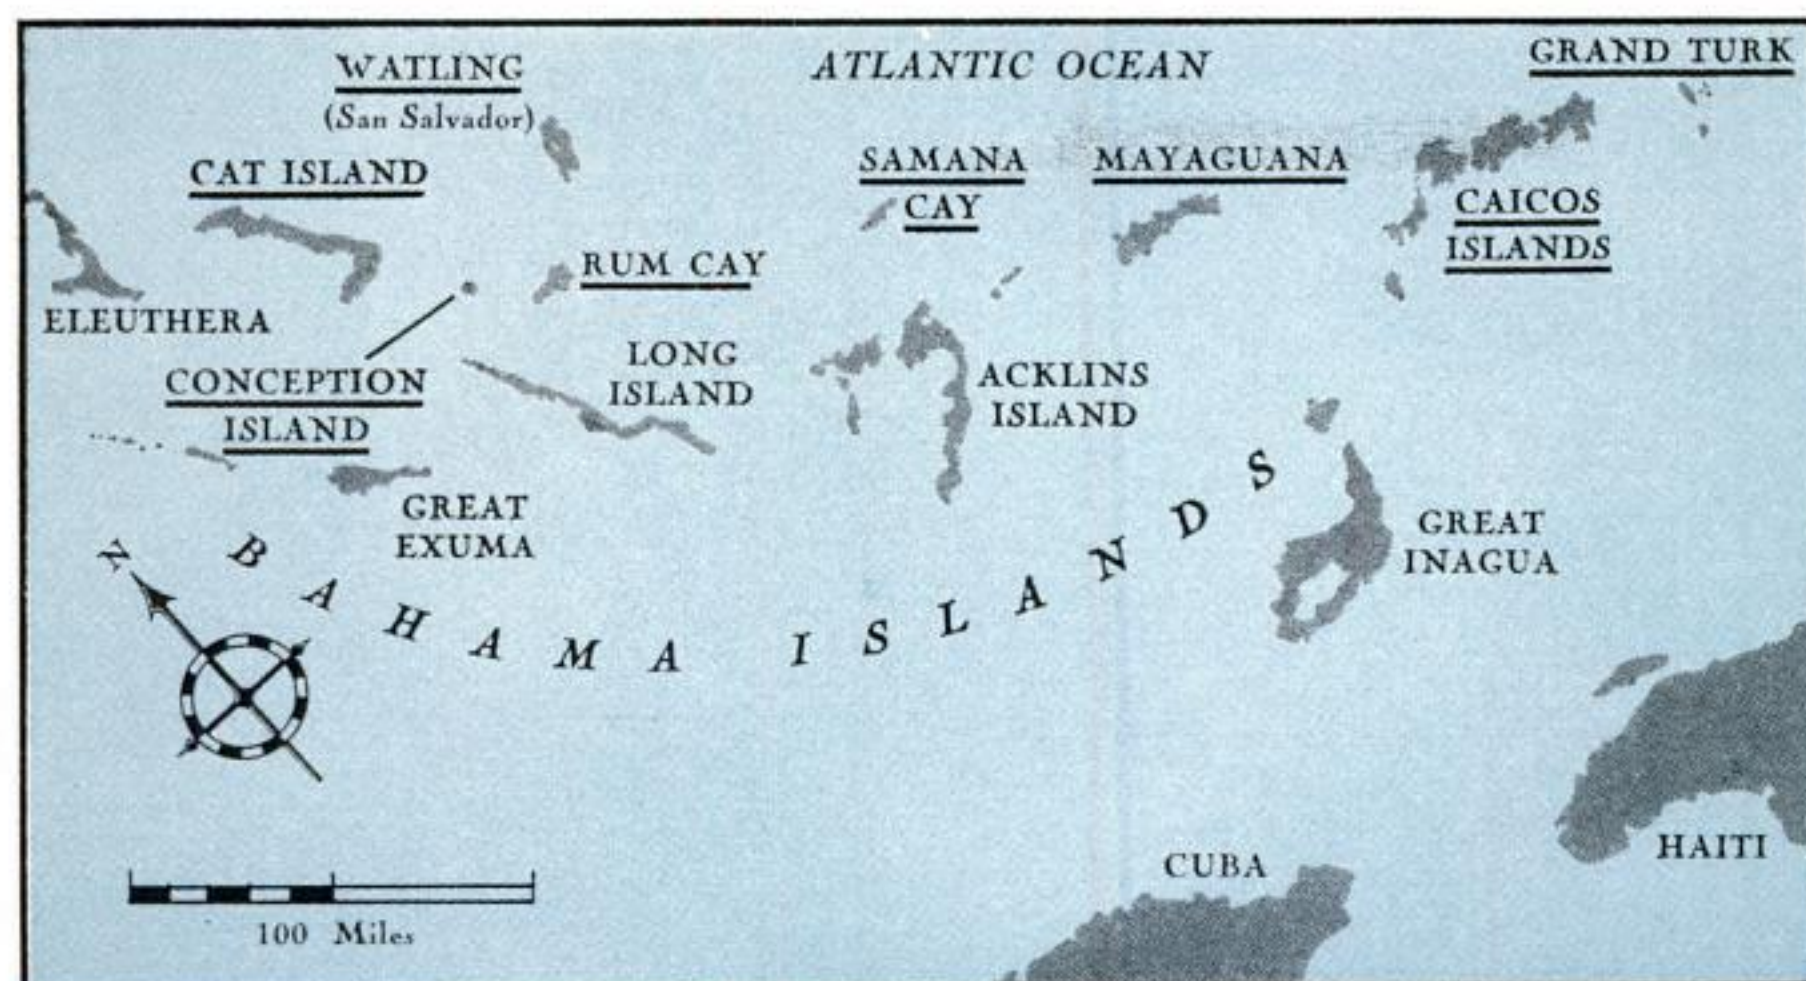 WATLING
(San Salvador)
ATLANTIC OCEAN
GRAND TURK
CAT ISLAND
SAMANA
CAY
MAYAGUANA
CAICOS
ISLANDS
RUM CAY
ELEUTHERA
CONCEPTION
ISLAND
LONG
ISLAND
ACKLINS
ISLAND
GREAT
EXUMA
GREAT
INAGUA
BAHAMA ISLANDS
N
HAITI
CUBA
100 Miles